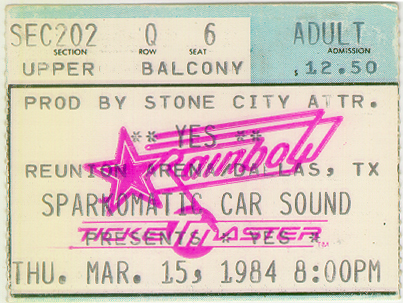 SEC202 Q 6 ADULT
SECTION ROW SEAT ADMISSION
UPPER BALCONY $12.50
PROD BY STONE CITY ATTR.
** YES **
Rainbow
REUNION ARENA/DALLAS, TX
SPARKOMATIC CAR SOUND
TICKETMASTER™
PRESENTS * YES *
THU. MAR. 15, 1984 8:00PM